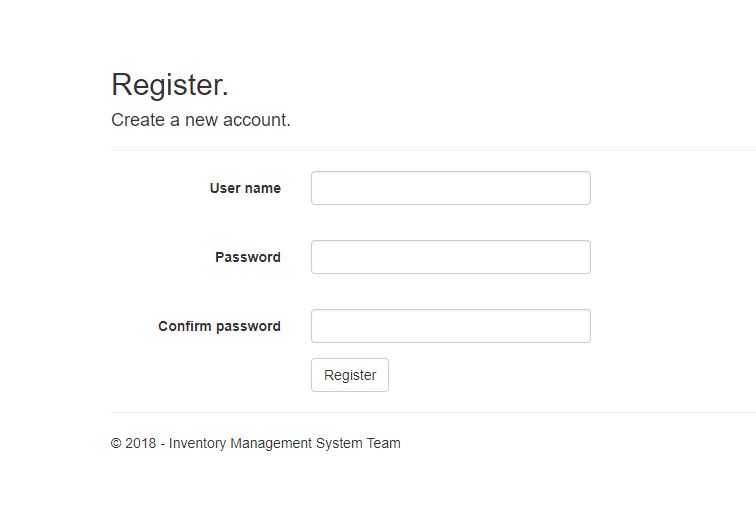 Register.
Create a new account.
User name
Password
Confirm password
Register
© 2018 - Inventory Management System Team